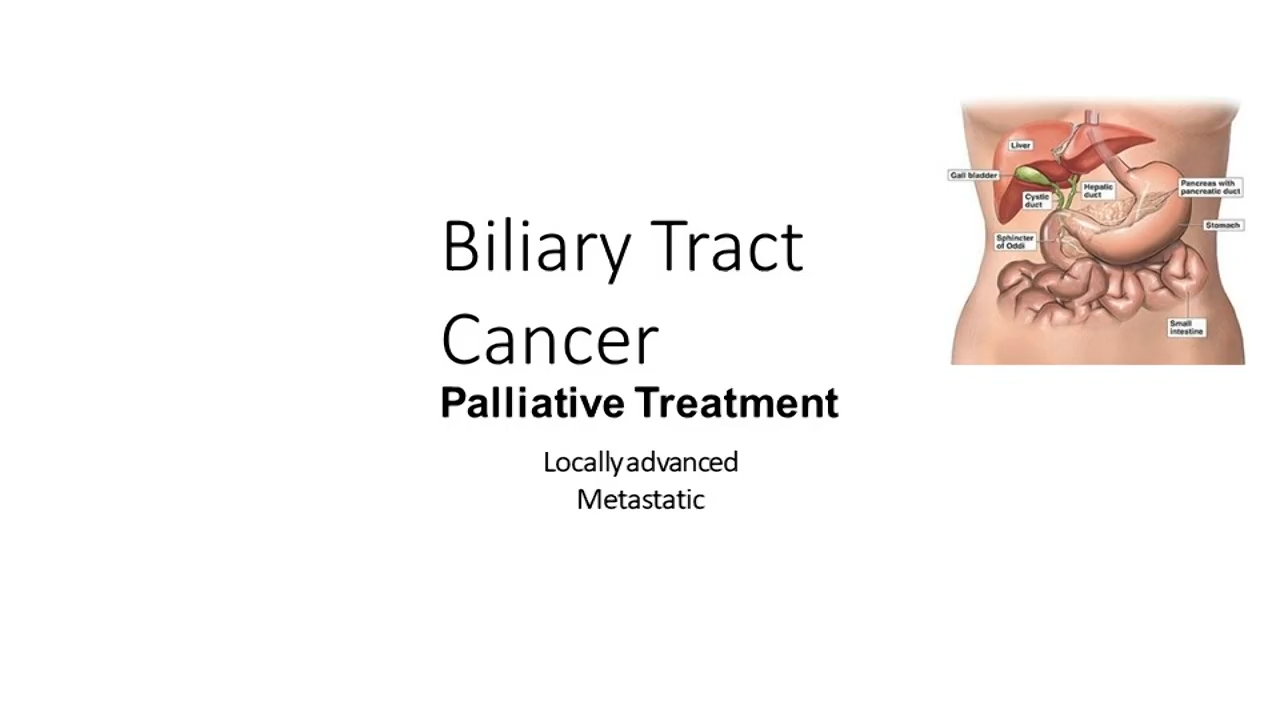 Biliary Tract
Cancer
Palliative Treatment
Locally advanced
Metastatic
Liver
Gall bladder
Cystic
duct
Hepatic
duct
Pancreas with
pancreatic duct
Stomach
Sphincter
of Oddi
Small
intestine